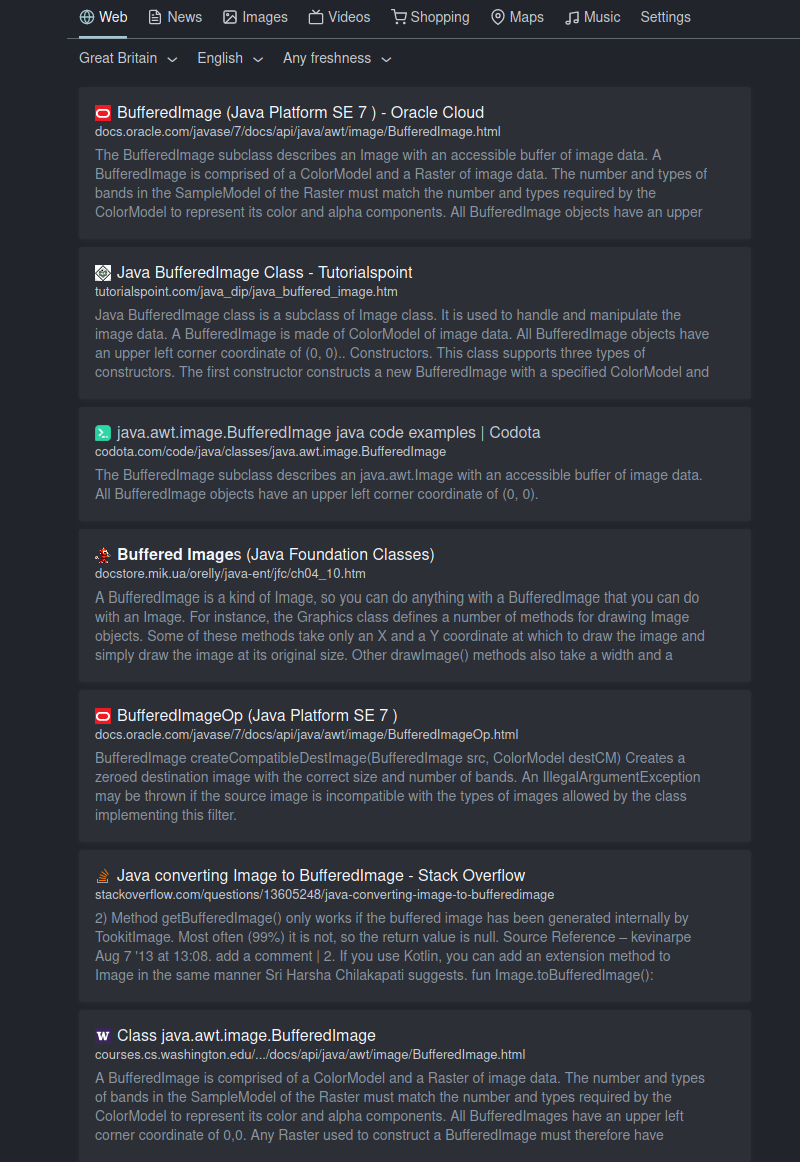 Web News Images Videos Shopping Maps Music Settings
Great Britain English Any freshness
BufferedImage (Java Platform SE 7 ) - Oracle Cloud
docs.oracle.com/javase/7/docs/api/java/awt/image/BufferedImage.html
The BufferedImage subclass describes an Image with an accessible buffer of image data. A
BufferedImage is comprised of a ColorModel and a Raster of image data. The number and types of
bands in the SampleModel of the Raster must match the number and types required by the
ColorModel to represent its color and alpha components. All BufferedImage objects have an upper
Java BufferedImage Class - Tutorialspoint
tutorialspoint.com/java_dip/java_buffered_image.htm
Java BufferedImage class is a subclass of Image class. It is used to handle and manipulate the
image data. A BufferedImage is made of ColorModel of image data. All BufferedImage objects have
an upper left corner coordinate of (0, 0).. Constructors. This class supports three types of
constructors. The first constructor constructs a new BufferedImage with a specified ColorModel and
java.awt.image.BufferedImage java code examples | Codota
codota.com/code/java/classes/java.awt.image.BufferedImage
The BufferedImage subclass describes an java.awt.Image with an accessible buffer of image data.
All BufferedImage objects have an upper left corner coordinate of (0, 0).
Buffered Images (Java Foundation Classes)
docstore.mik.ua/orelly/java-ent/jfc/ch04_10.htm
A BufferedImage is a kind of Image, so you can do anything with a BufferedImage that you can do
with an Image. For instance, the Graphics class defines a number of methods for drawing Image
objects. Some of these methods take only an X and a Y coordinate at which to draw the image and
simply draw the image at its original size. Other drawImage() methods also take a width and a
BufferedImageOp (Java Platform SE 7 )
docs.oracle.com/javase/7/docs/api/java/awt/image/BufferedImageOp.html
BufferedImage createCompatibleDestImage(BufferedImage src, ColorModel destCM) Creates a
zeroed destination image with the correct size and number of bands. An IllegalArgumentException
may be thrown if the source image is incompatible with the types of images allowed by the class
implementing this filter.
Java converting Image to BufferedImage - Stack Overflow
stackoverflow.com/questions/13605248/java-converting-image-to-bufferedimage
2) Method getBufferedImage() only works if the buffered image has been generated internally by
TookitImage. Most often (99%) it is not, so the return value is null. Source Reference – kevinarpe
Aug 7 '13 at 13:08. add a comment | 2. If you use Kotlin, you can add an extension method to
Image in the same manner Sri Harsha Chilakapati suggests. fun Image.toBufferedImage():
W Class java.awt.image.BufferedImage
courses.cs.washington.edu/.../docs/api/java/awt/image/BufferedImage.html
A BufferedImage is comprised of a ColorModel and a Raster of image data. The number and types
of bands in the SampleModel of the Raster must match the number and types required by the
ColorModel to represent its color and alpha components. All BufferedImages have an upper left
corner coordinate of 0,0. Any Raster used to construct a BufferedImage must therefore have